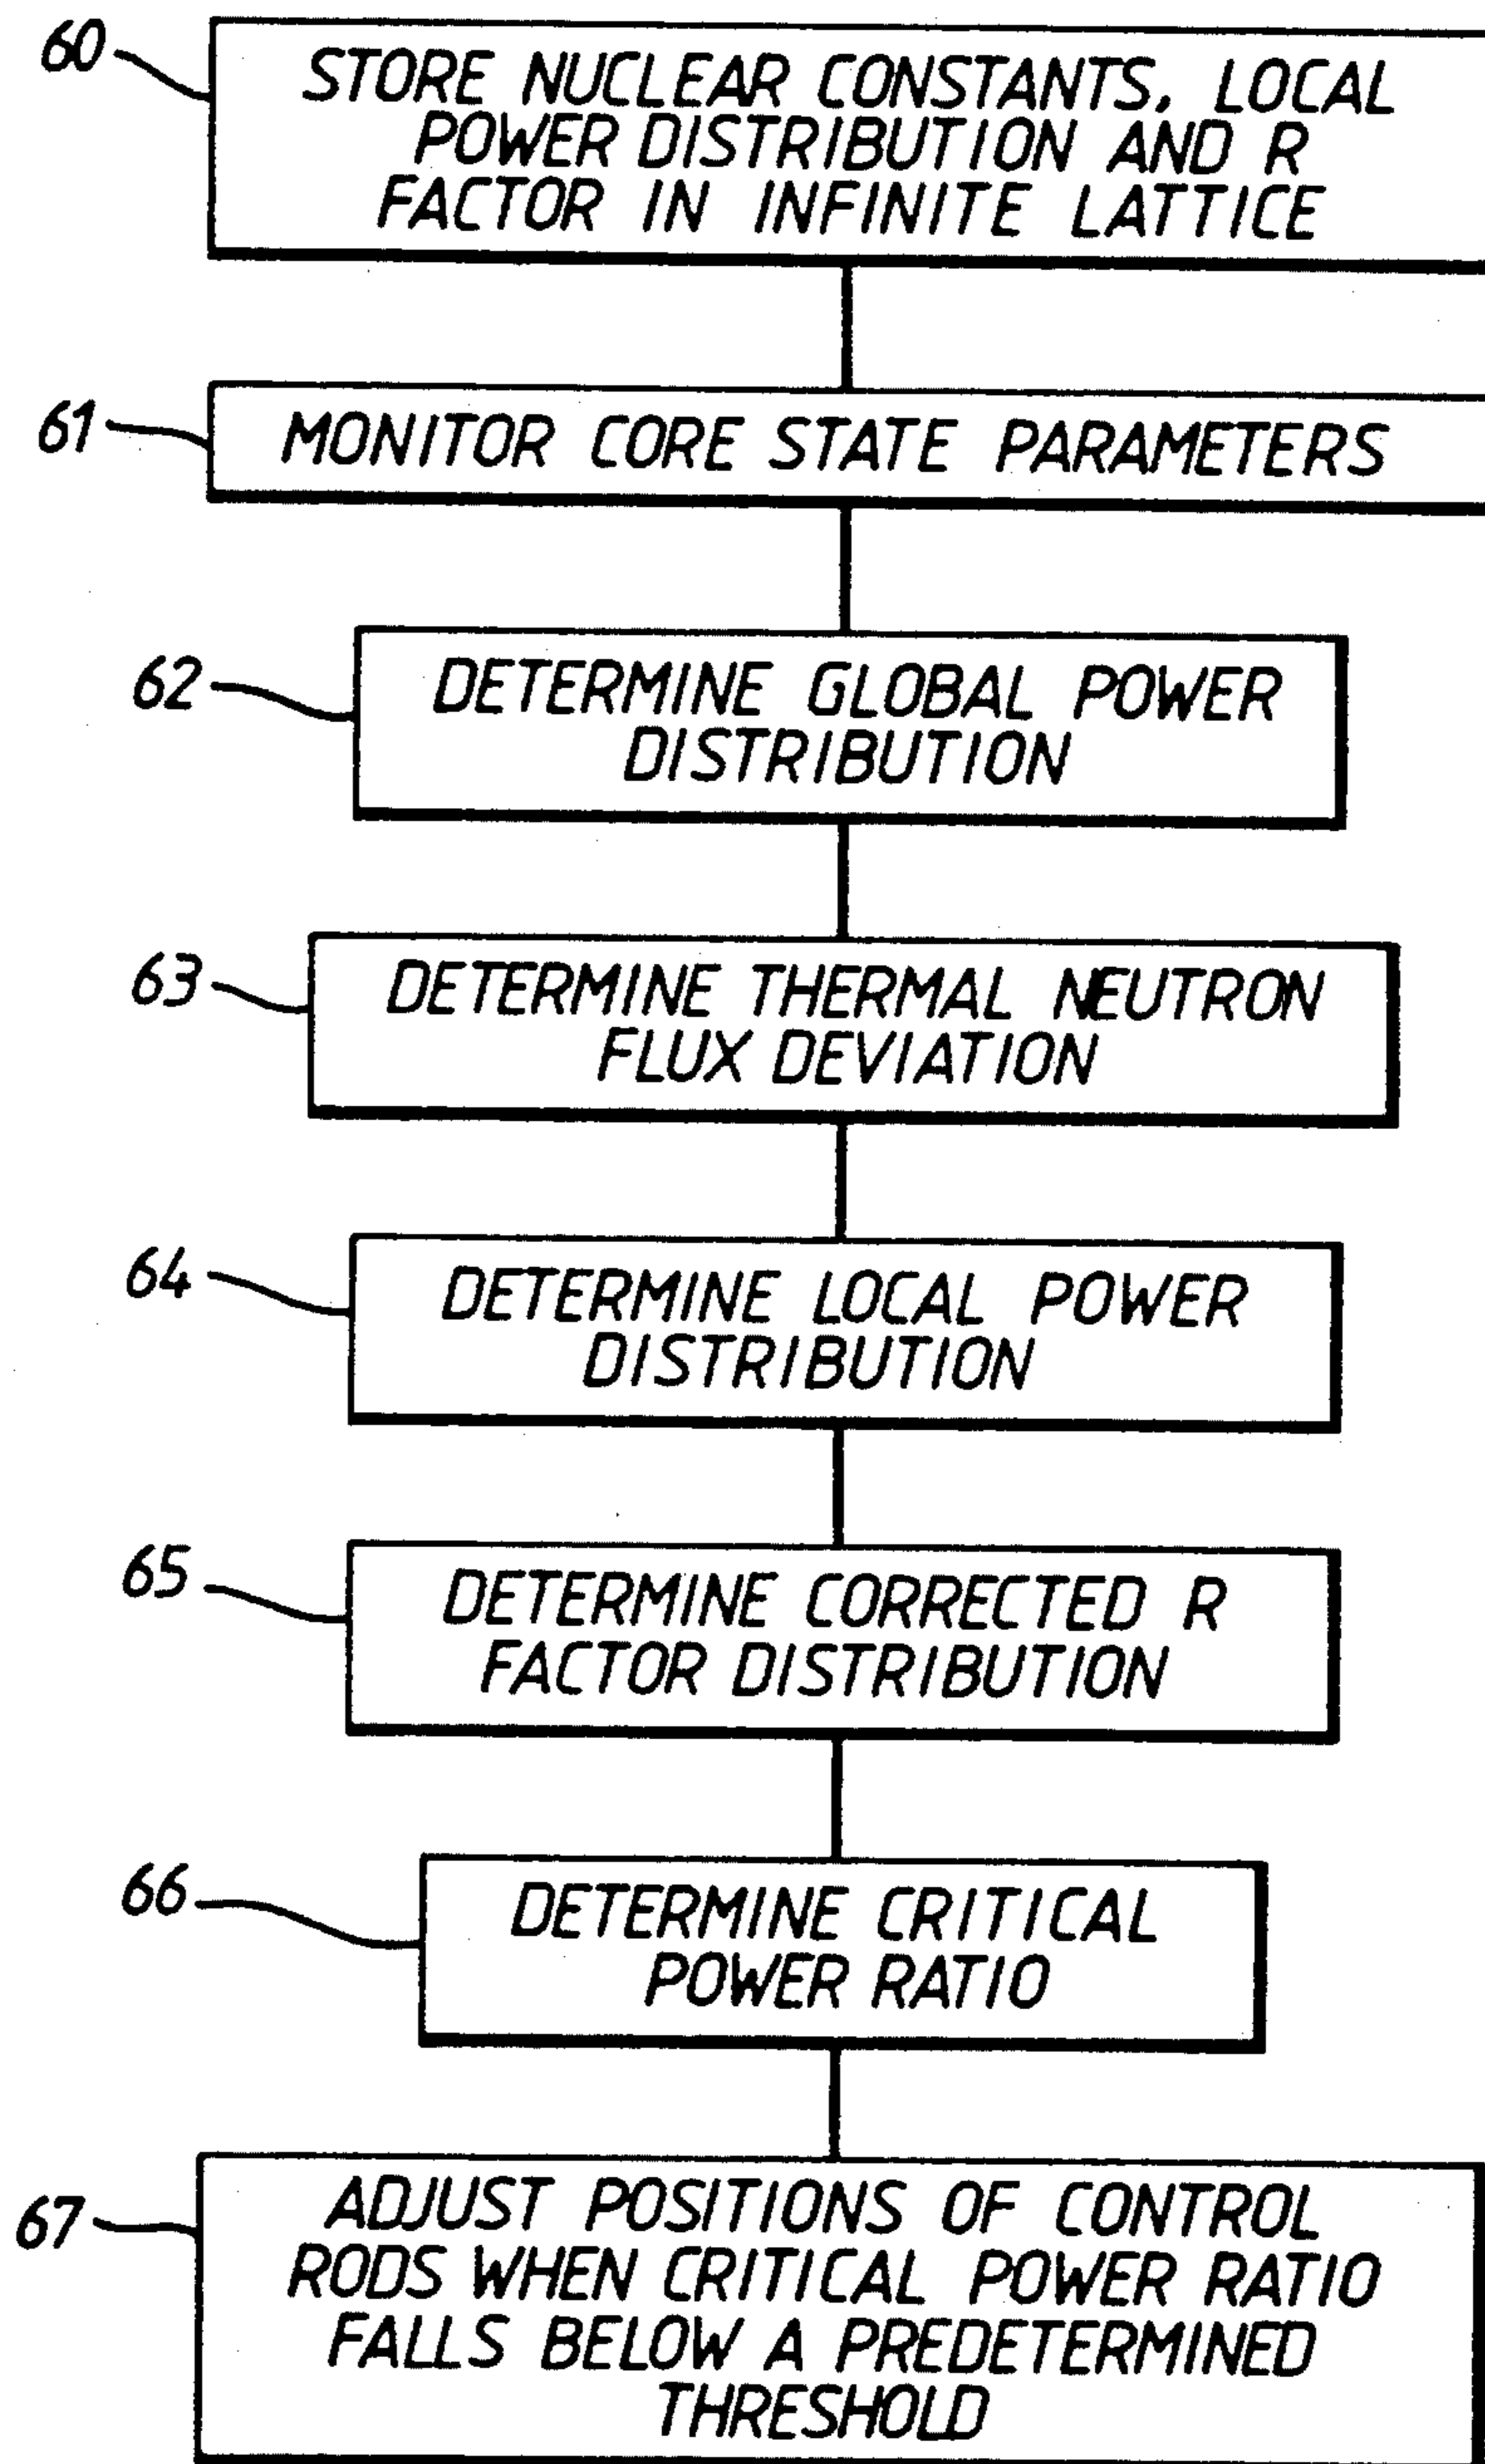 60
STORE NUCLEAR CONSTANTS, LOCAL
POWER DISTRIBUTION AND R
FACTOR IN INFINITE LATTICE
61
MONITOR CORE STATE PARAMETERS
62
DETERMINE GLOBAL POWER
DISTRIBUTION
63
DETERMINE THERMAL NEUTRON
FLUX DEVIATION
64
DETERMINE LOCAL POWER
DISTRIBUTION
65
DETERMINE CORRECTED R
FACTOR DISTRIBUTION
66
DETERMINE CRITICAL
POWER RATIO
67
ADJUST POSITIONS OF CONTROL
RODS WHEN CRITICAL POWER RATIO
FALLS BELOW A PREDETERMINED
THRESHOLD